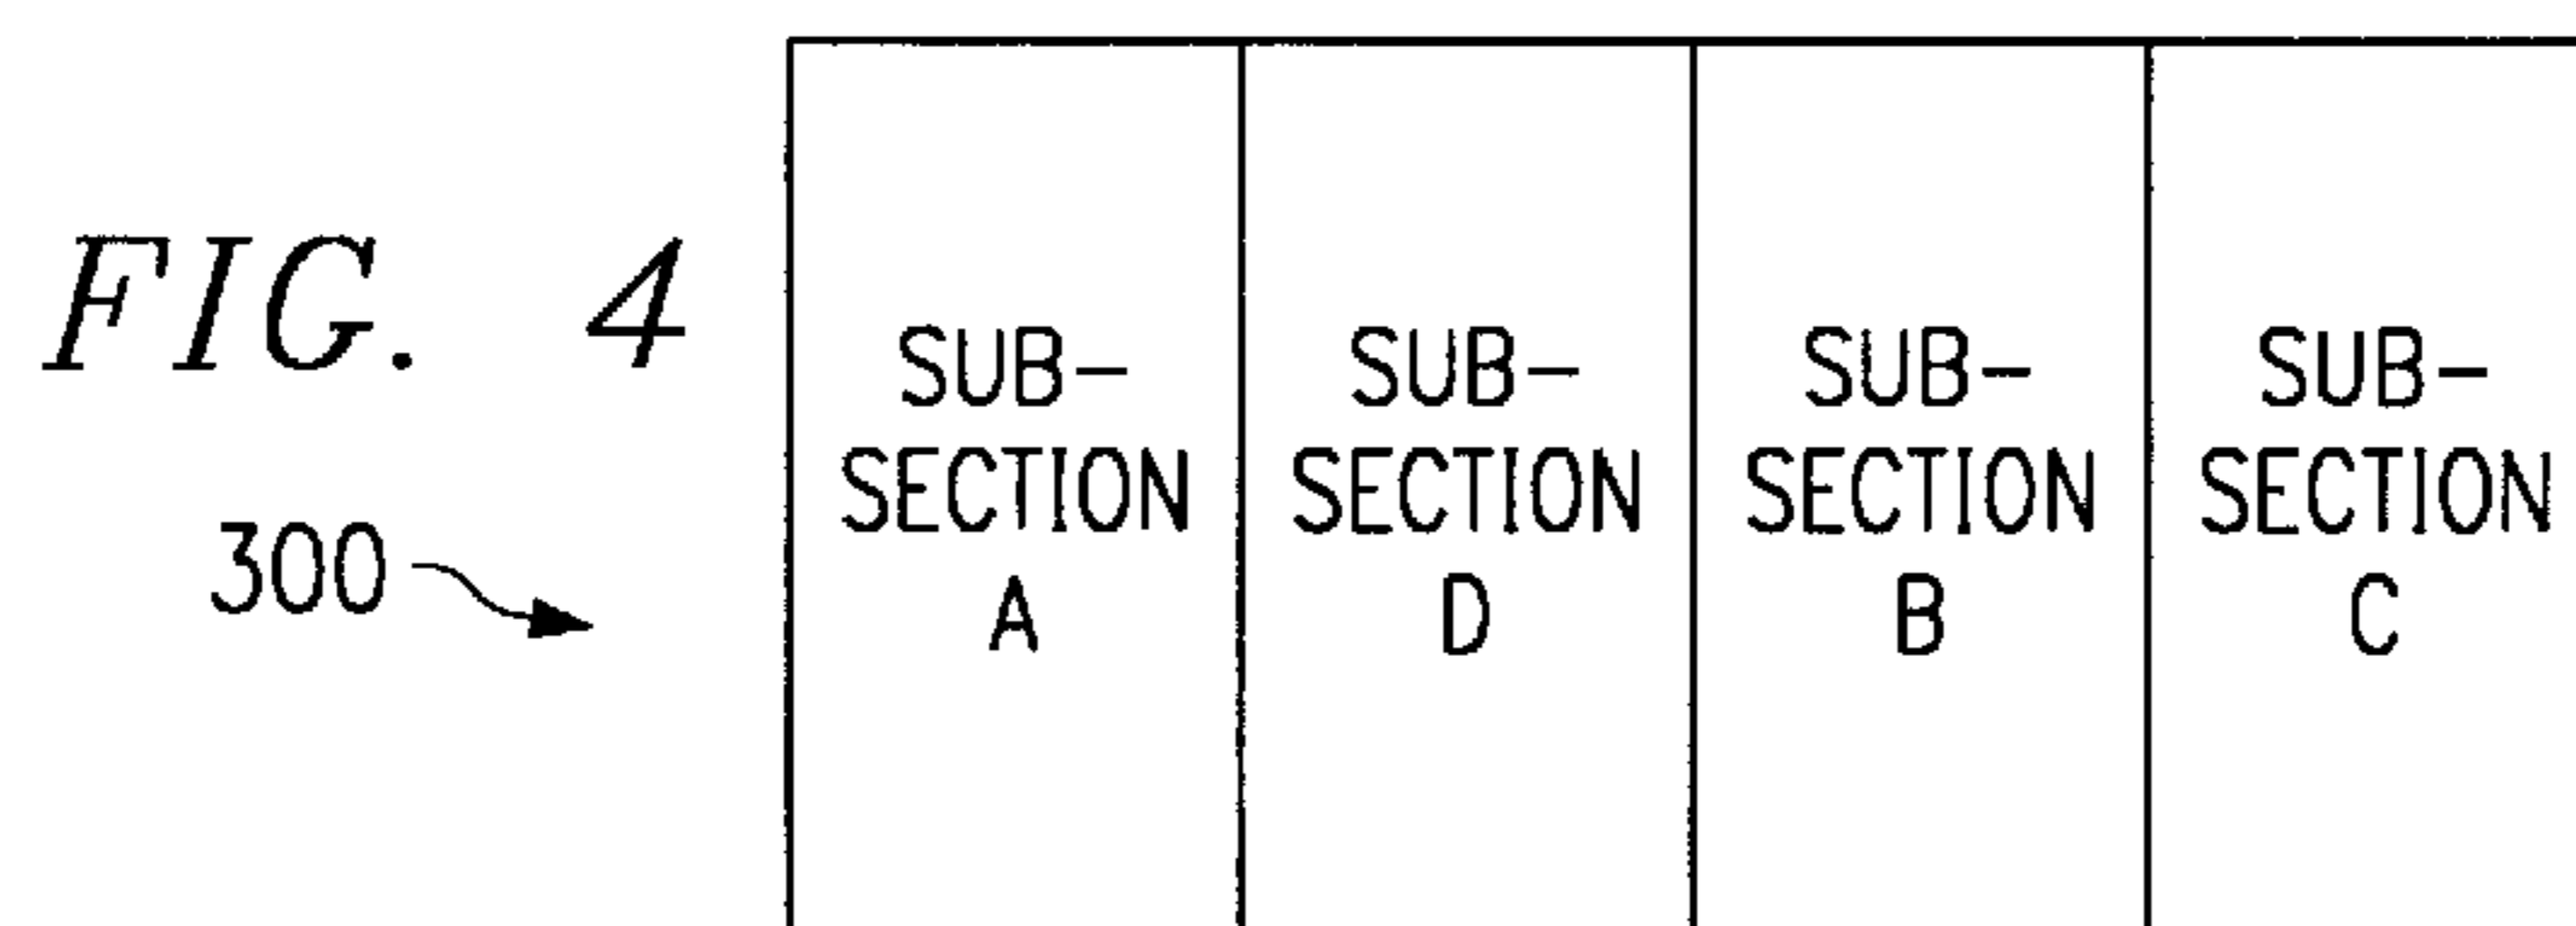 FIG. 4
300
SUB-
SECTION
A
SUB-
SECTION
D
SUB-
SECTION
B
SUB-
SECTION
C